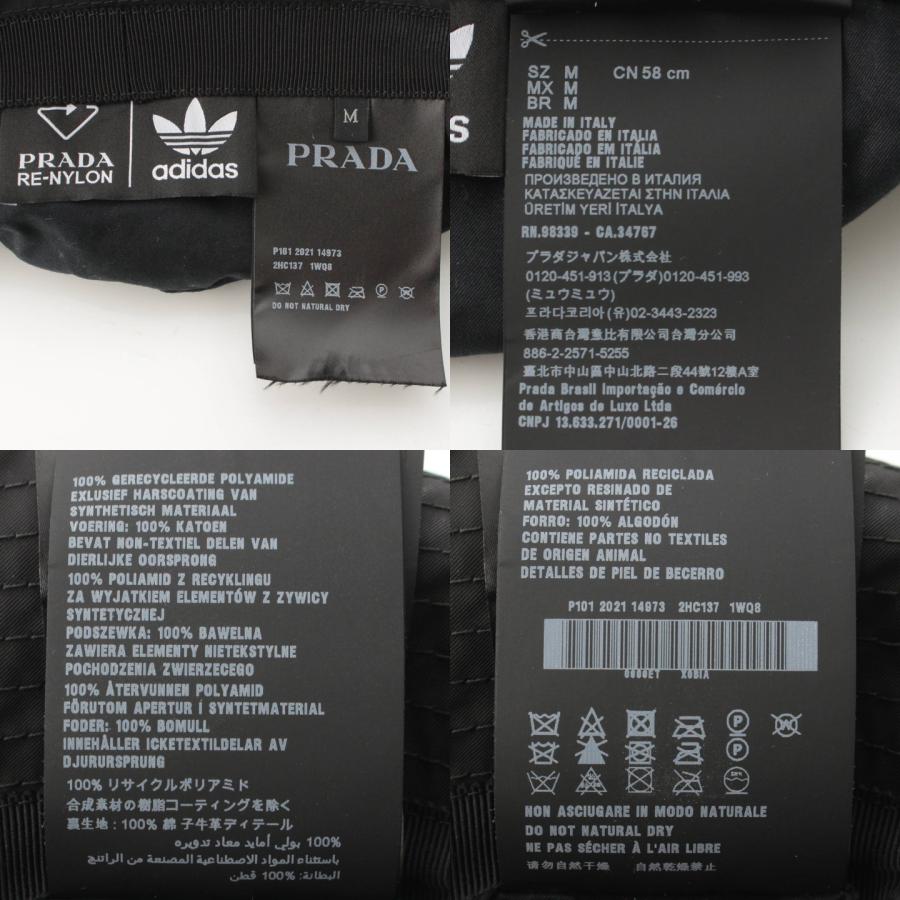 PRADA
RE-NYLON
adidas
M
PRADA
P101 2021 14973
2HC137 1WQ8
DO NOT NATURAL DRY
S
SZ M CN 58 cm
MX M
BR M
MADE IN ITALY
FABRICADO EN ITALIA
FABRICADO EM ITÁLIA
FABRIQUÉ EN ITALIE
ПРОИЗВЕДЕНО В ИТАЛИЯ
ΚΑΤΑΣΚΕΥΑΖΕΤΑΙ ΣΤΗΝ ΙΤΑΛΙΑ
ÜRETİM YERİ İTALYA
RN.98339 - CA.34767
プラダジャパン株式会社
0120-451-913(プラダ)0120-451-993
(ミュウミュウ)
프라다코리아(유)02-3443-2323
香港商台灣壹比有限公司台灣分公司
886-2-2571-5255
臺北市中山區中山北路二段44號12樓A室
Prada Brasil Importação e Comércio
de Artigos de Luxo Ltda
CNPJ 13.633.271/0001-26
100% GERECYCLEERDE POLYAMIDE
EXLUSIEF HARSCOATING VAN
SYNTHETISCH MATERIAAL
VOERING: 100% KATOEN
BEVAT NON-TEXTIEL DELEN VAN
DIERLIJKE OORSPRONG
100% POLIAMID Z RECYKLINGU
ZA WYJATKIEM ELEMENTÓW Z ZYWICY
SYNTETYCZNEJ
PODSZEWKA: 100% BAWELNA
ZAWIERA ELEMENTY NIETEKSTYLNE
POCHODZENIA ZWIERZECEGO
100% ÅTERVUNNEN POLYAMID
FÖRUTOM APERTUR I SYNTETMATERIAL
FODER: 100% BOMULL
INNEHÅLLER ICKETEXTILDELAR AV
DJURURSPRUNG
100% リサイクルポリアミド
合成素材の樹脂コーティングを除く
裏生地：100% 綿 子牛革ディテール
100% بولي أمايد معاد تدويره
باستثناء المواد الاصطناعية المصنعة من الراتنج
البطانة: 100% قطن
100% POLIAMIDA RECICLADA
EXCEPTO RESINADO DE
MATERIAL SINTÉTICO
FORRO: 100% ALGODÓN
CONTIENE PARTES NO TEXTILES
DE ORIGEN ANIMAL
DETALLES DE PIEL DE BECERRO
P101 2021 14973 2HC137 1WQ8
NON ASCIUGARE IN MODO NATURALE
DO NOT NATURAL DRY
NE PAS SÉCHER À L'AIR LIBRE
请勿自然干燥 自然乾燥禁止